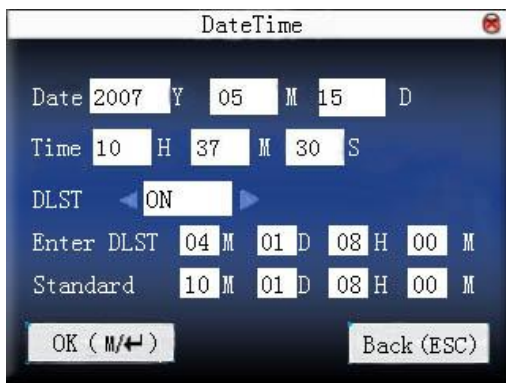 DateTime
Date 2007 Y 05 M 15 D
Time 10 H 37 M 30 S
DLST ON
Enter DLST 04 M 01 D 08 H 00 M
Standard 10 M 01 D 08 H 00 M
OK (M/↵) Back(ESC)